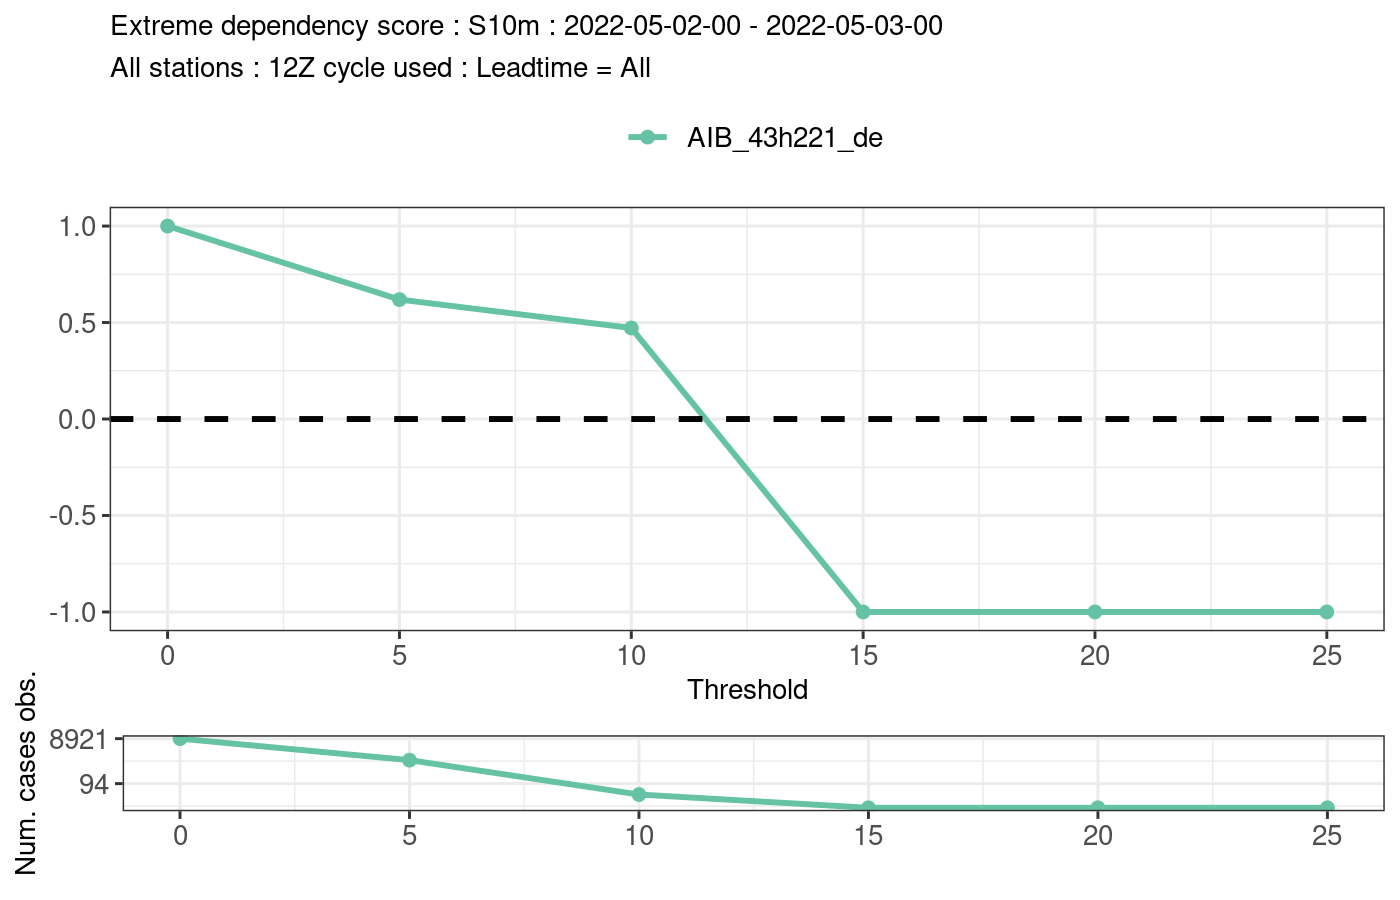 Extreme dependency score : S10m : 2022-05-02-00 - 2022-05-03-00
All stations : 12Z cycle used : Leadtime = All
AIB_43h221_de
1.0
0.5
0.0
-0.5
-1.0
0 5 10 15 20 25
Threshold
Num. cases obs.
8921
94
0 5 10 15 20 25